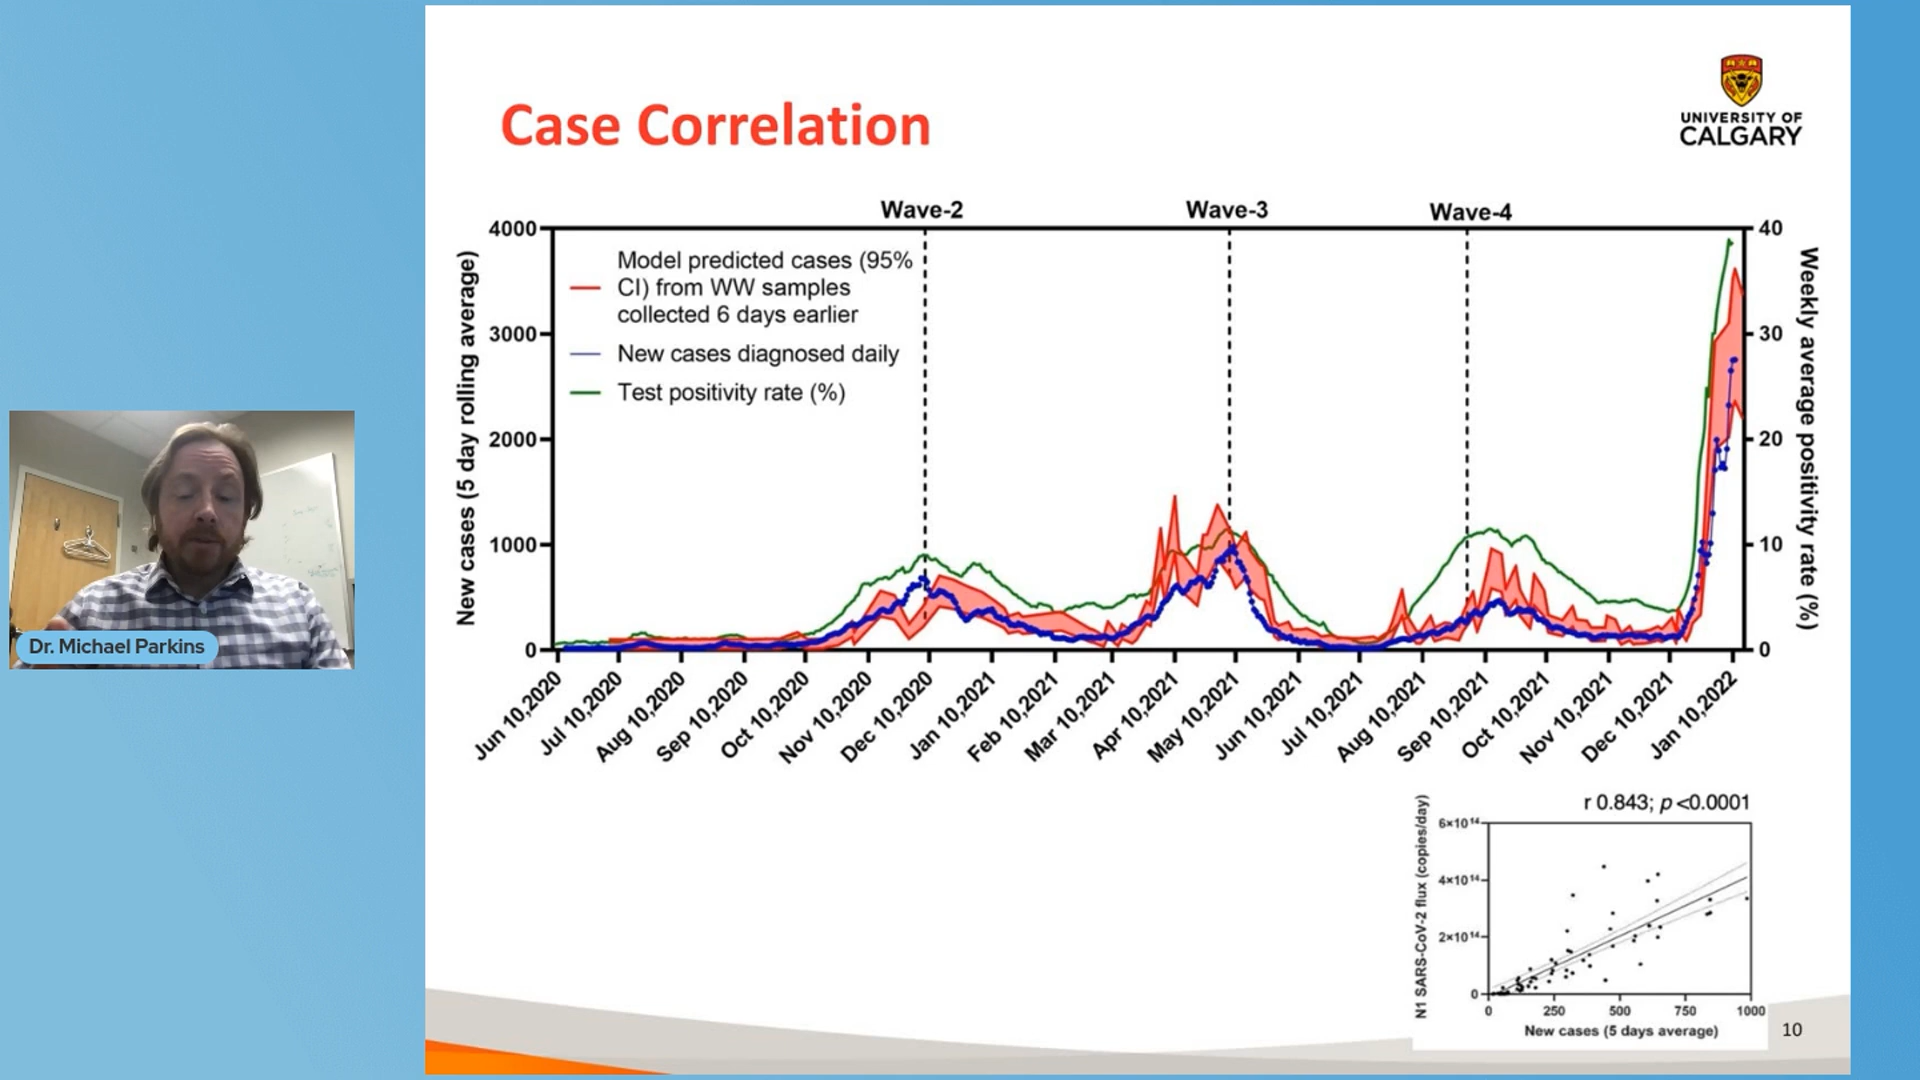 Case Correlation
UNIVERSITY OF
CALGARY
Wave-2
Wave-3
Wave-4
New cases (5 day rolling average)
4000
3000
2000
1000
0
Model predicted cases (95%
CI) from WW samples
collected 6 days earlier
New cases diagnosed daily
Test positivity rate (%)
40
30
20
10
0
Weekly average positivity rate (%)
Jun 10,2020
Jul 10,2020
Aug 10,2020
Sep 10,2020
Oct 10,2020
Nov 10,2020
Dec 10,2020
Jan 10,2021
Feb 10,2021
Mar 10,2021
Apr 10,2021
May 10,2021
Jun 10,2021
Jul 10,2021
Aug 10,2021
Sep 10,2021
Oct 10,2021
Nov 10,2021
Dec 10,2021
Jan 10,2022
Dr. Michael Parkins
r 0.843; p <0.0001
N1 SARS-CoV-2 flux (copies/day)
6×10¹⁴
4×10¹⁴
2×10¹⁴
0
0
250
500
750
1000
New cases (5 days average)
10